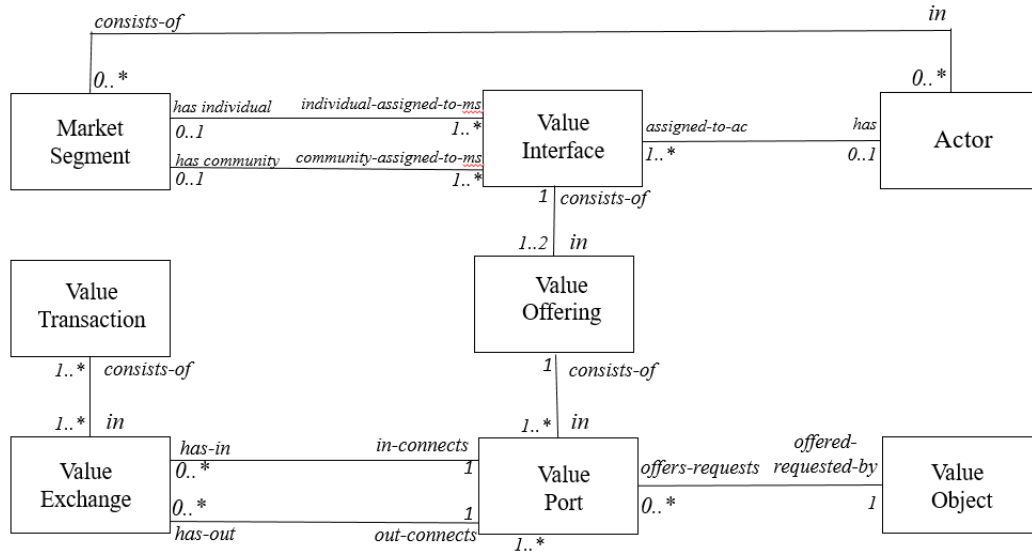 consists-of
in
0..*
0..*
Market
Segment
has individual
0..1
individual-assigned-to-ms
1..*
has community
0..1
community-assigned-to-ms
1..*
Value
Interface
assigned-to-ac
1..*
has
0..1
Actor
1
consists-of
1..2
in
Value
Offering
1
consists-of
1..*
in
Value
Transaction
1..*
consists-of
1..*
in
Value
Exchange
has-in
0..*
in-connects
1
0..*
has-out
1
out-connects
Value
Port
1..*
offers-requests
0..*
offered-
requested-by
1
Value
Object